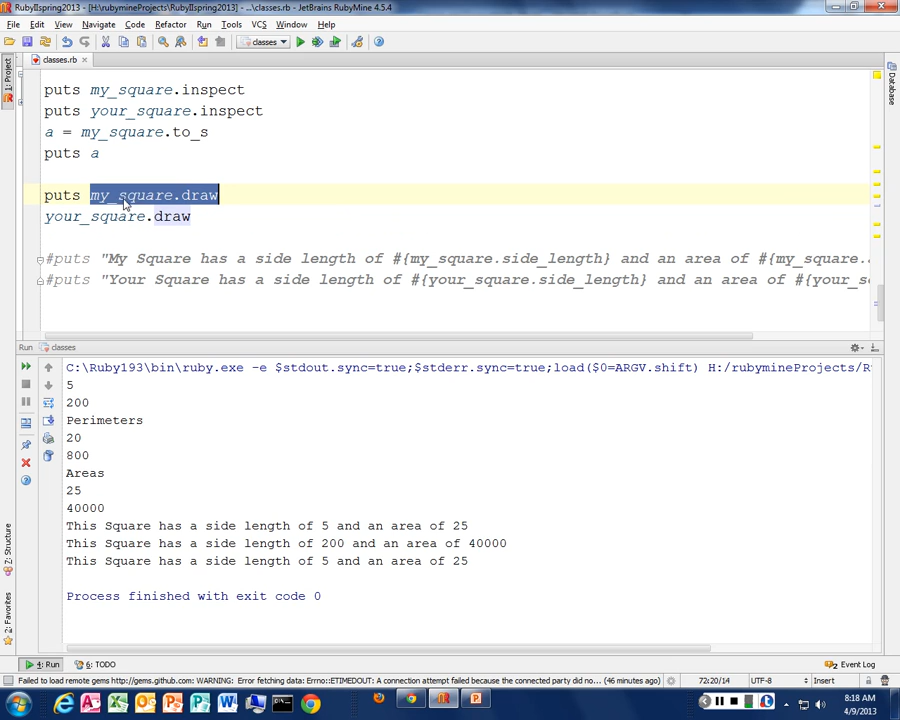 RubyIISpring2013 - [H:\rubymineProjects\RubyIISpring2013] - ...\classes.rb - JetBrains RubyMine 4.5.4
File Edit View Navigate Code Refactor Run Tools VCS Window Help
classes
classes.rb
1: Project
Database
puts my_square.inspect
puts your_square.inspect
a = my_square.to_s
puts a
puts my_square.draw
your_square.draw
#puts "My Square has a side length of #{my_square.side_length} and an area of #{my_square.
#puts "Your Square has a side length of #{your_square.side_length} and an area of #{your_s
Run classes
C:\Ruby193\bin\ruby.exe -e $stdout.sync=true;$stderr.sync=true;load($0=ARGV.shift) H:/rubymineProjects/R
5
200
Perimeters
20
800
Areas
25
40000
This Square has a side length of 5 and an area of 25
This Square has a side length of 200 and an area of 40000
This Square has a side length of 5 and an area of 25
Process finished with exit code 0
7: Structure
2: Favorites
4: Run 6: TODO Event Log
Failed to load remote gems http://gems.github.com: WARNING: Error fetching data: Errno::ETIMEDOUT: A connection attempt failed because the connected party did no... (46 minutes ago) 72:20/14 UTF-8 Insert
8:18 AM
4/9/2013